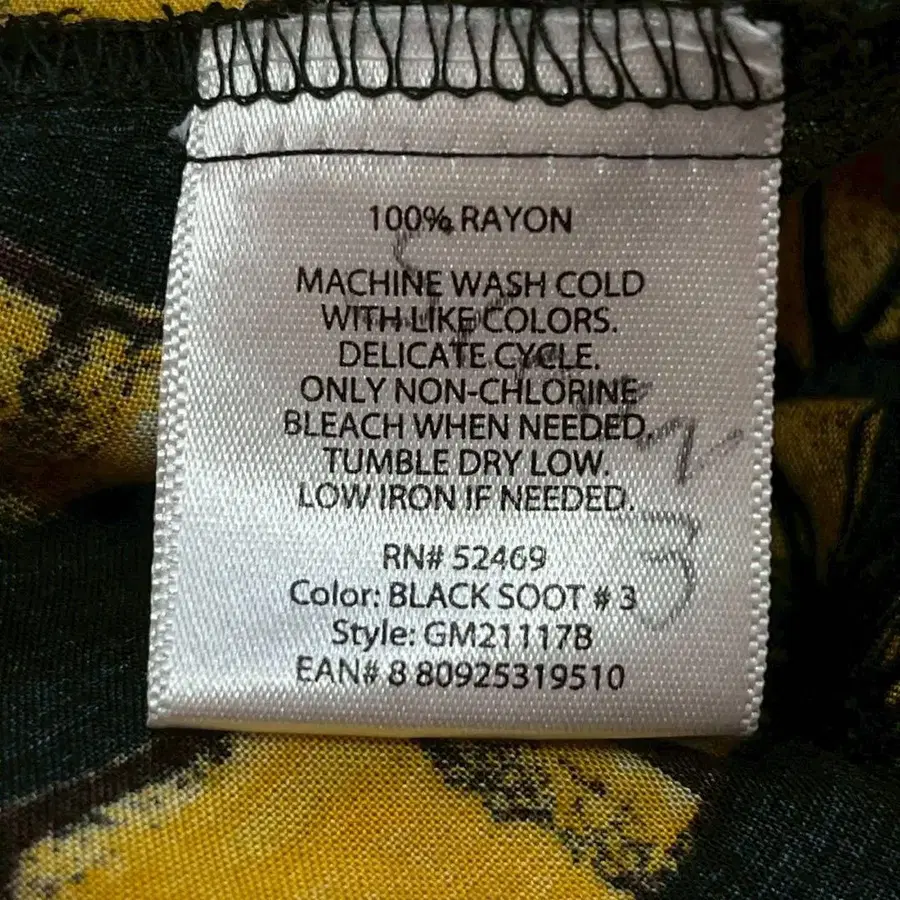 100% RAYON
MACHINE WASH COLD
WITH LIKE COLORS.
DELICATE CYCLE.
ONLY NON-CHLORINE
BLEACH WHEN NEEDED.
TUMBLE DRY LOW.
LOW IRON IF NEEDED.
RN# 52469
Color: BLACK SOOT # 3
Style: GM21117B
EAN# 8 80925319510